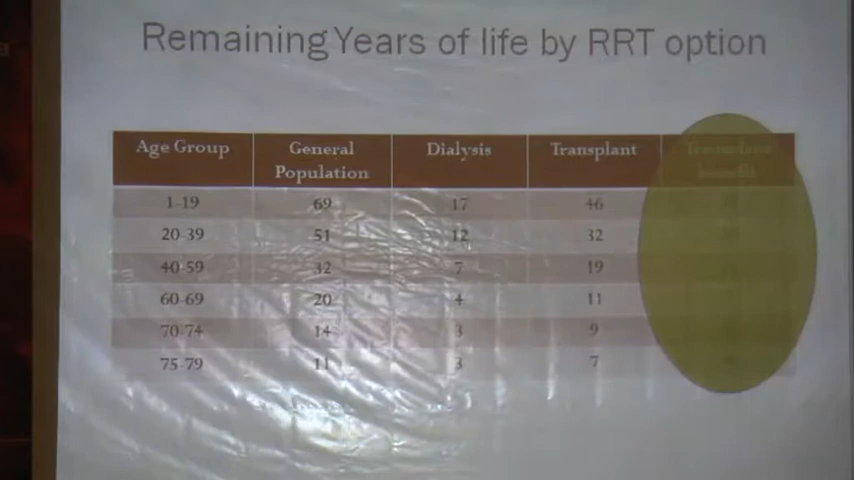 Remaining Years of life by RRT option
Age Group General Population Dialysis Transplant
1-19 69 17 46
20-39 51 12 32
40-59 32 7 19
60-69 20 4 11
70-74 14 3 9
75-79 11 3 7